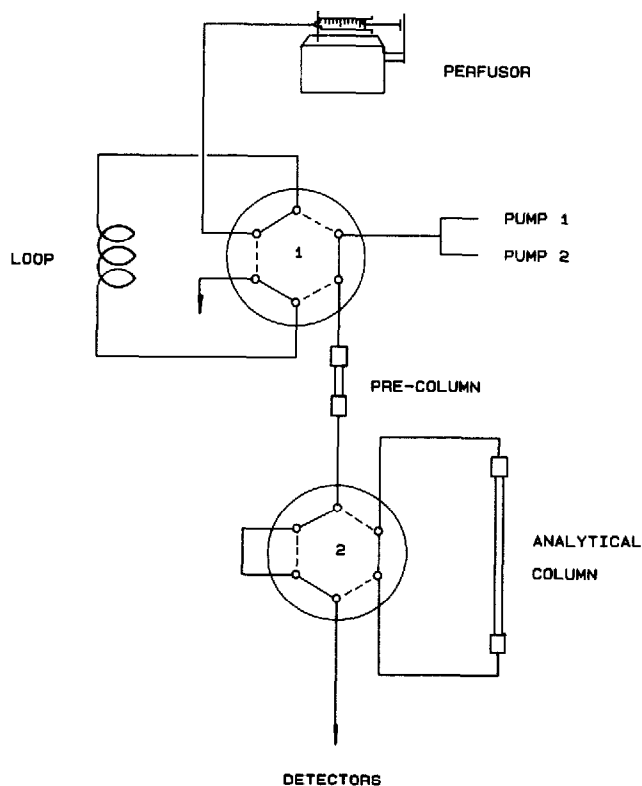 PERFUSOR
PUMP 1
LOOP
1
PUMP 2
PRE-COLUMN
2
ANALYTICAL
COLUMN
DETECTORS